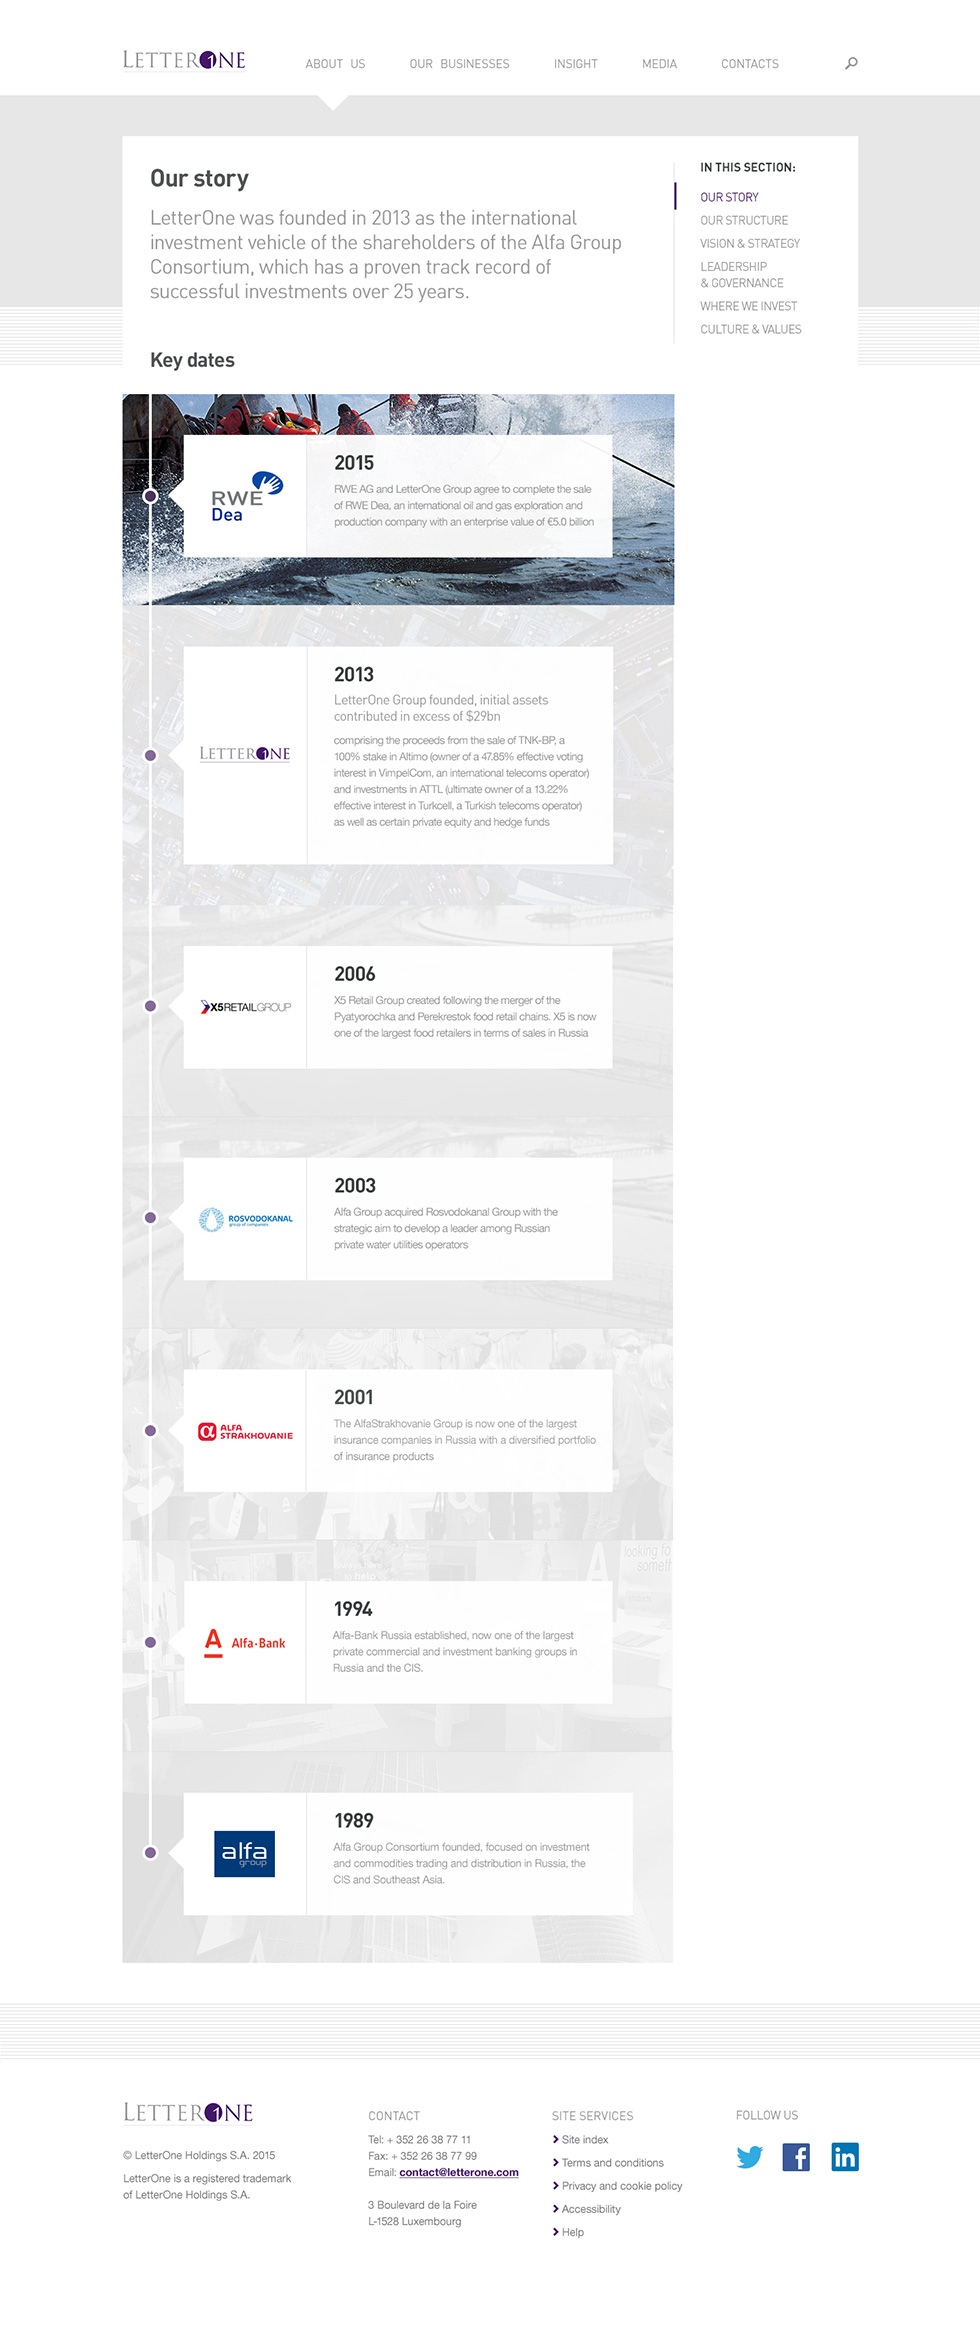 LETTERONE
ABOUT US
OUR BUSINESSES
INSIGHT
MEDIA
CONTACTS
Our story
LetterOne was founded in 2013 as the international
investment vehicle of the shareholders of the Alfa Group
Consortium, which has a proven track record of
successful investments over 25 years.
IN THIS SECTION:
OUR STORY
OUR STRUCTURE
VISION & STRATEGY
LEADERSHIP
& GOVERNANCE
WHERE WE INVEST
CULTURE & VALUES
Key dates
RWE
Dea
2015
RWE AG and LetterOne Group agree to complete the sale
of RWE Dea, an international oil and gas exploration and
production company with an enterprise value of €5.0 billion
LETTERONE
2013
LetterOne Group founded, initial assets
contributed in excess of $29bn
comprising the proceeds from the sale of TNK-BP, a
100% stake in Altimo (owner of a 47.85% effective voting
interest in VimpelCom, an international telecoms operator)
and investments in ATTL (ultimate owner of a 13.22%
effective interest in Turkcell, a Turkish telecoms operator)
as well as certain private equity and hedge funds
X5RETAILGROUP
2006
X5 Retail Group created following the merger of the
Pyatyorochka and Perekrestok food retail chains. X5 is now
one of the largest food retailers in terms of sales in Russia
ROSVODOKANAL
group of companies
2003
Alfa Group acquired Rosvodokanal Group with the
strategic aim to develop a leader among Russian
private water utilities operators
ALFA
STRAKHOVANIE
2001
The AlfaStrakhovanie Group is now one of the largest
insurance companies in Russia with a diversified portfolio
of insurance products
looking fo
someth
to help
A Alfa·Bank
1994
Alfa-Bank Russia established, now one of the largest
private commercial and investment banking groups in
Russia and the CIS.
alfa
group
1989
Alfa Group Consortium founded, focused on investment
and commodities trading and distribution in Russia, the
CIS and Southeast Asia.
LETTERONE
© LetterOne Holdings S.A. 2015
LetterOne is a registered trademark
of LetterOne Holdings S.A.
CONTACT
Tel: + 352 26 38 77 11
Fax: + 352 26 38 77 99
Email: contact@letterone.com
3 Boulevard de la Foire
L-1528 Luxembourg
SITE SERVICES
Site index
Terms and conditions
Privacy and cookie policy
Accessibility
Help
FOLLOW US
f
in